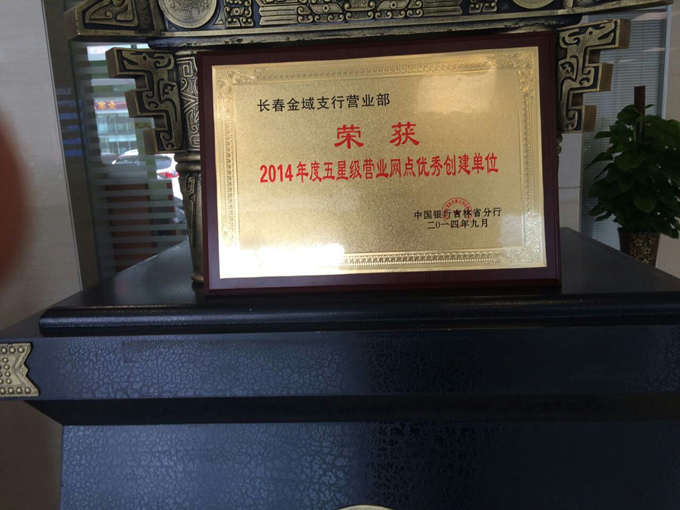 长春金域支行营业部
荣获
2014年度五星级营业网点优秀创建单位
中国银行吉林省分行
二〇一四年九月